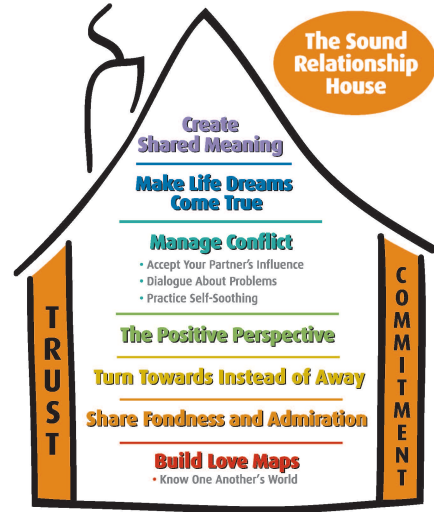 The Sound
Relationship
House
Create
Shared Meaning
Make Life Dreams
Come True
Manage Conflict
• Accept Your Partner's Influence
• Dialogue About Problems
• Practice Self-Soothing
The Positive Perspective
Turn Towards Instead of Away
Share Fondness and Admiration
Build Love Maps
• Know One Another's World
TRUST
COMMITMENT